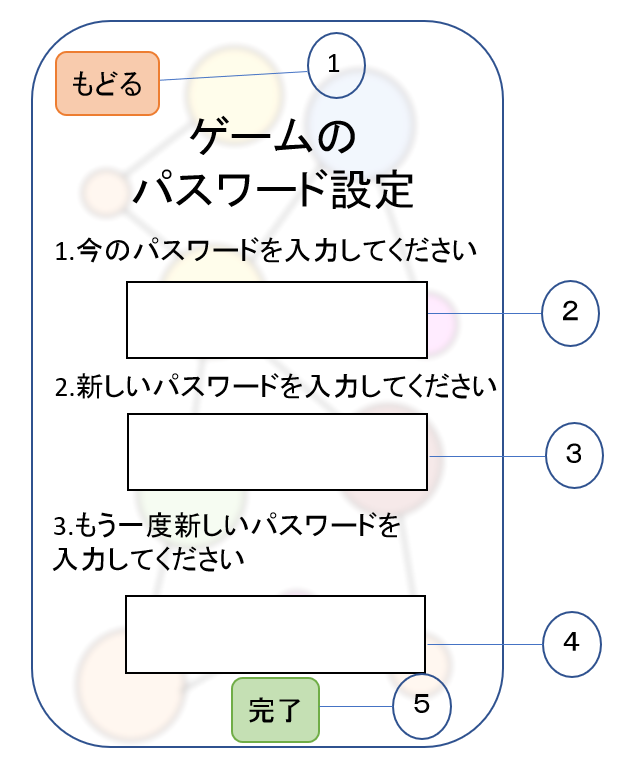 もどる
1
ゲームの
パスワード設定
1.今のパスワードを入力してください
2
2.新しいパスワードを入力してください
3
3.もう一度新しいパスワードを
入力してください
4
完了
5